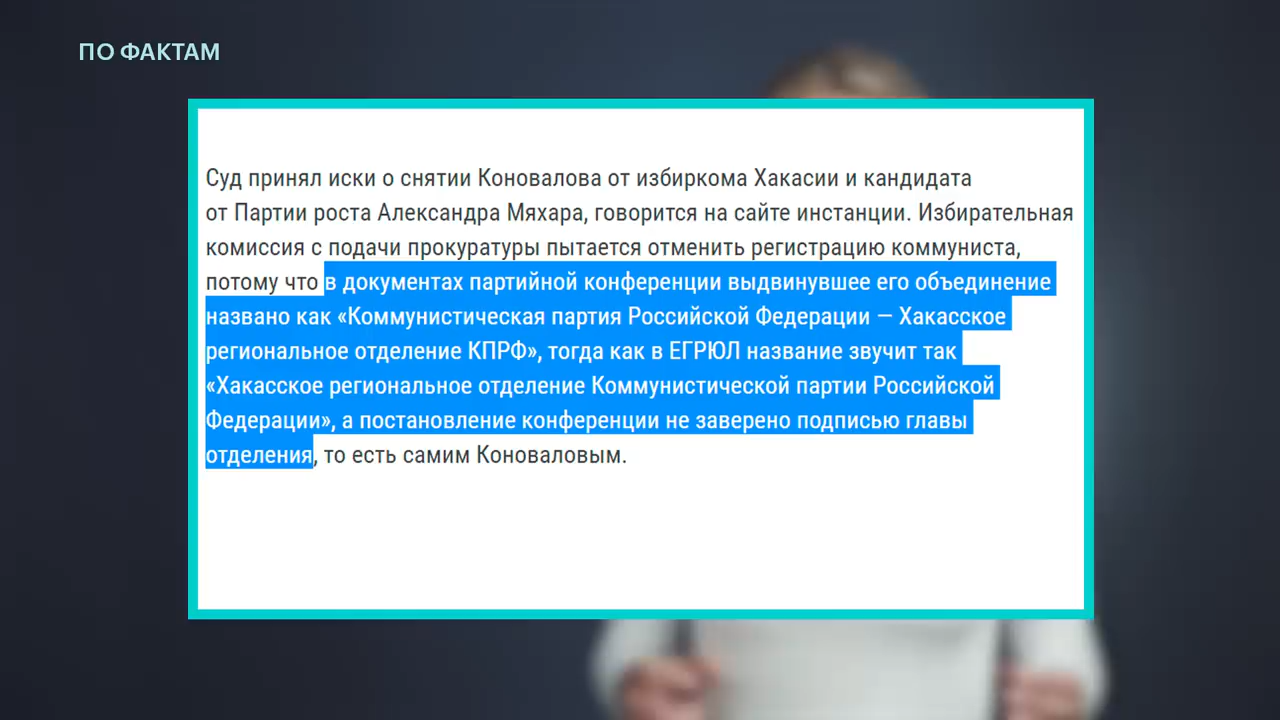 ПО ФАКТАМ
Суд принял иски о снятии Коновалова от избиркома Хакасии и кандидата
от Партии роста Александра Мяхара, говорится на сайте инстанции. Избирательная
комиссия с подачи прокуратуры пытается отменить регистрацию коммуниста,
потому что в документах партийной конференции выдвинувшее его объединение
названо как «Коммунистическая партия Российской Федерации — Хакасское
региональное отделение КПРФ», тогда как в ЕГРЮЛ название звучит так
«Хакасское региональное отделение Коммунистической партии Российской
Федерации», а постановление конференции не заверено подписью главы
отделения, то есть самим Коноваловым.